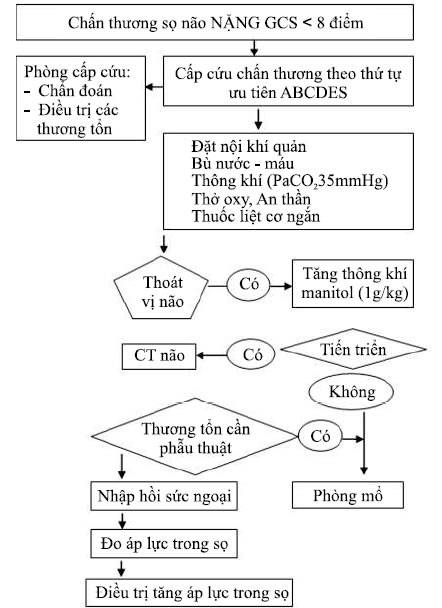 Chấn thương sọ não NẶNG GCS < 8 điểm
Phòng cấp cứu:
- Chẩn đoán
- Điều trị các
thương tổn
Cấp cứu chấn thương theo thứ tự
ưu tiên ABCDES
Đặt nội khí quản
Bù nước - máu
Thông khí (PaCO₂35mmHg)
Thở oxy, An thần
Thuốc liệt cơ ngắn
Thoát
vị não
Có
Tăng thông khí
manitol (1g/kg)
Tiến triển
Có
CT não
Không
Thương tổn cần
phẫu thuật
Có
Nhập hồi sức ngoại
Phòng mổ
Đo áp lực trong sọ
Điều trị tăng áp lực trong sọ